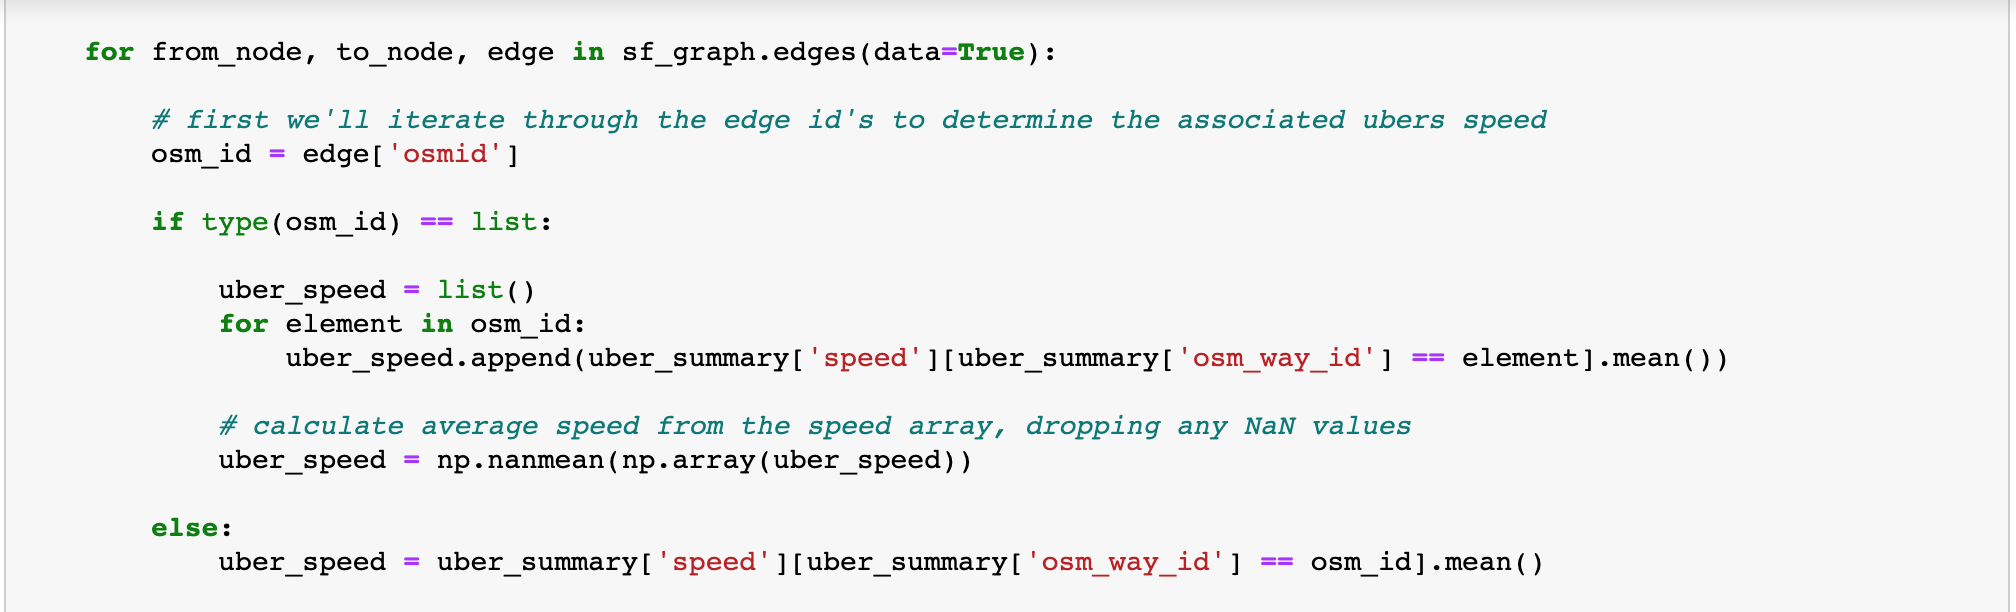 for from_node, to_node, edge in sf_graph.edges(data=True):
# first we'll iterate through the edge id's to determine the associated ubers speed
osm_id = edge['osmid']
if type(osm_id) == list:
uber_speed = list()
for element in osm_id:
uber_speed.append(uber_summary['speed'][uber_summary['osm_way_id'] == element].mean())
# calculate average speed from the speed array, dropping any NaN values
uber_speed = np.nanmean(np.array(uber_speed))
else:
uber_speed = uber_summary['speed'][uber_summary['osm_way_id'] == osm_id].mean()